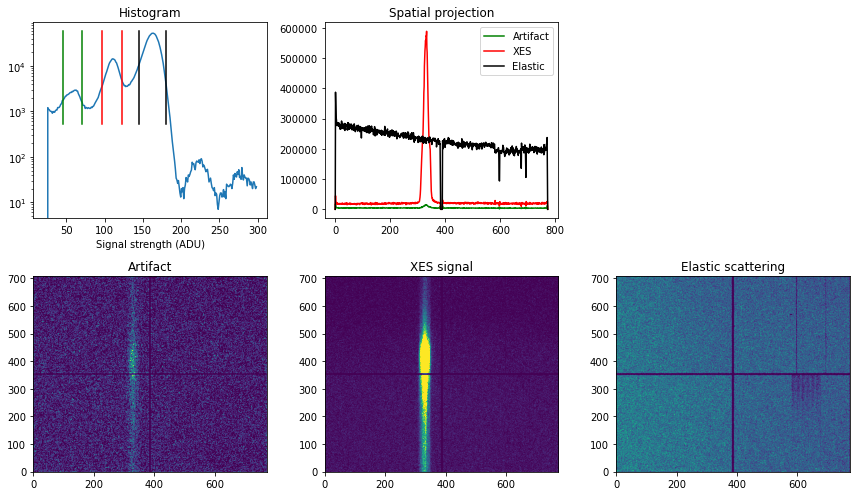 Histogram
10^4
10^3
10^2
10^1
50 100 150 200 250 300
Signal strength (ADU)
Spatial projection
600000
500000
400000
300000
200000
100000
0
0 200 400 600 800
Artifact
XES
Elastic
Artifact
700
600
500
400
300
200
100
0
0 200 400 600
XES signal
700
600
500
400
300
200
100
0
0 200 400 600
Elastic scattering
700
600
500
400
300
200
100
0
0 200 400 600